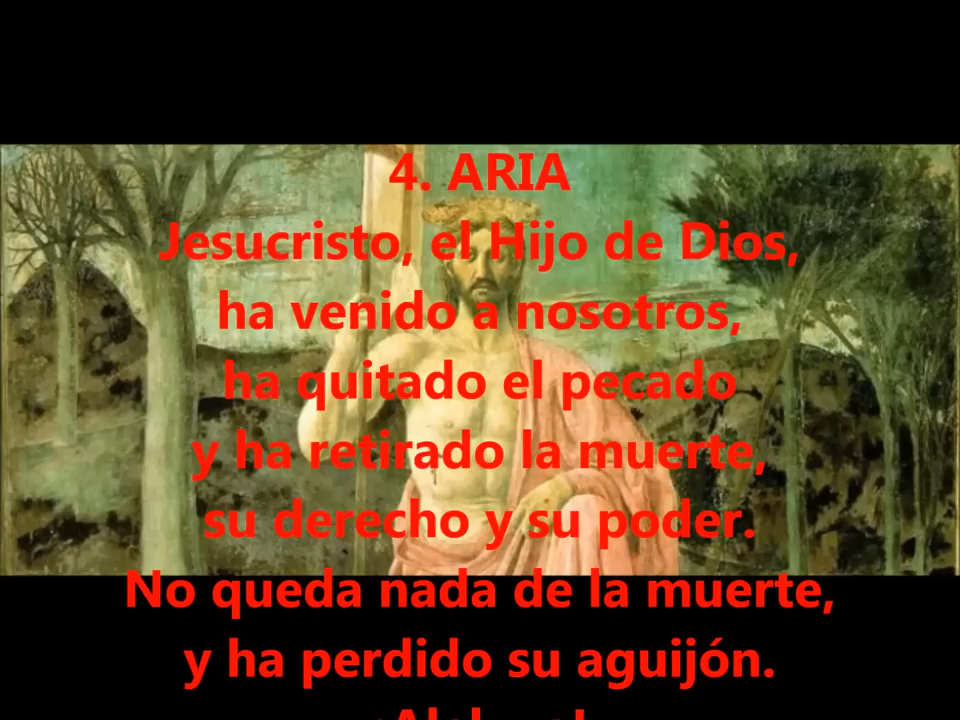 4. ARIA
Jesucristo, el Hijo de Dios,
ha venido a nosotros,
ha quitado el pecado
y ha retirado la muerte,
su derecho y su poder.
No queda nada de la muerte,
y ha perdido su aguijón.